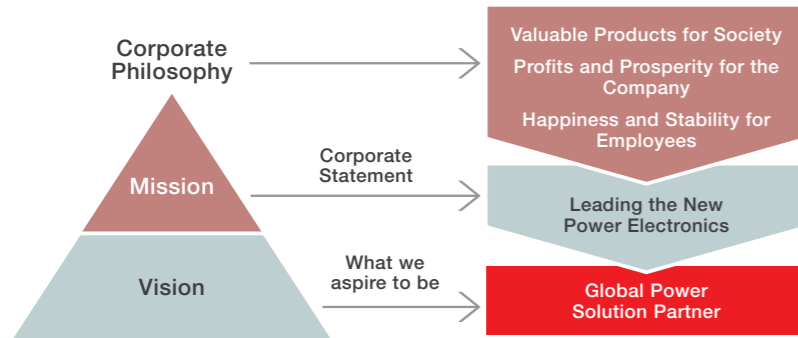 Corporate
Philosophy
Valuable Products for Society
Profits and Prosperity for the
Company
Happiness and Stability for
Employees
Mission
Corporate
Statement
Leading the New
Power Electronics
Vision
What we
aspire to be
Global Power
Solution Partner